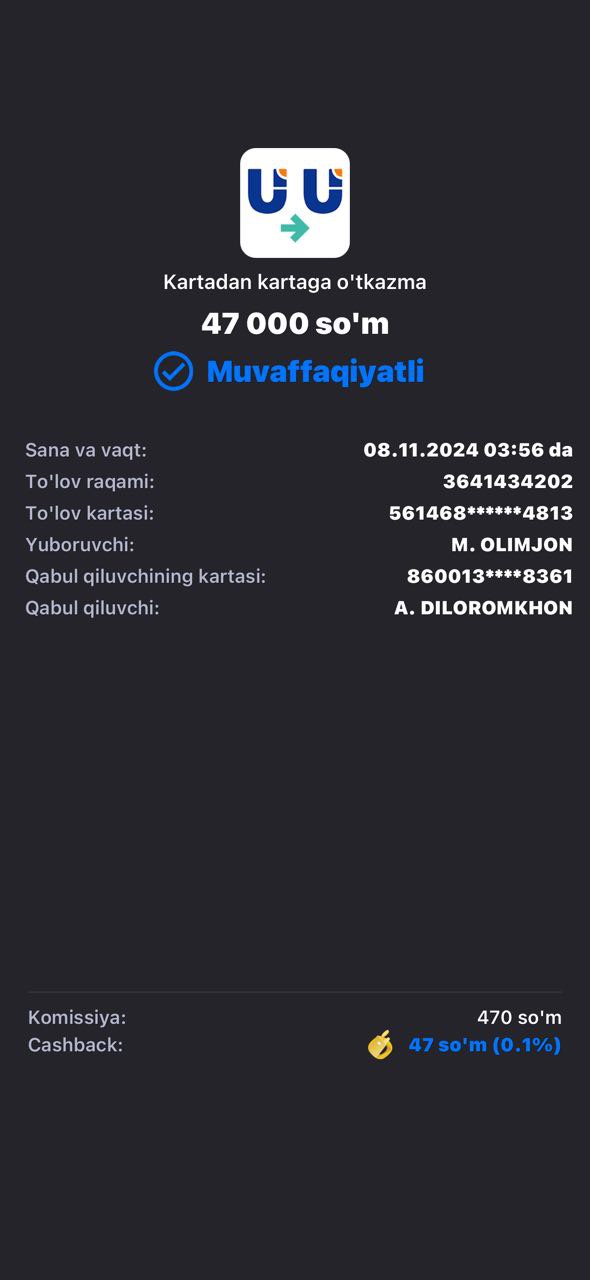 Kartadan kartaga o'tkazma
47 000 so'm
Muvaffaqiyatli
Sana va vaqt: 08.11.2024 03:56 da
To'lov raqami: 3641434202
To'lov kartasi: 561468******4813
Yuboruvchi: M. OLIMJON
Qabul qiluvchining kartasi: 860013****8361
Qabul qiluvchi: A. DILOROMKHON
Komissiya: 470 so'm
Cashback: 47 so'm (0.1%)